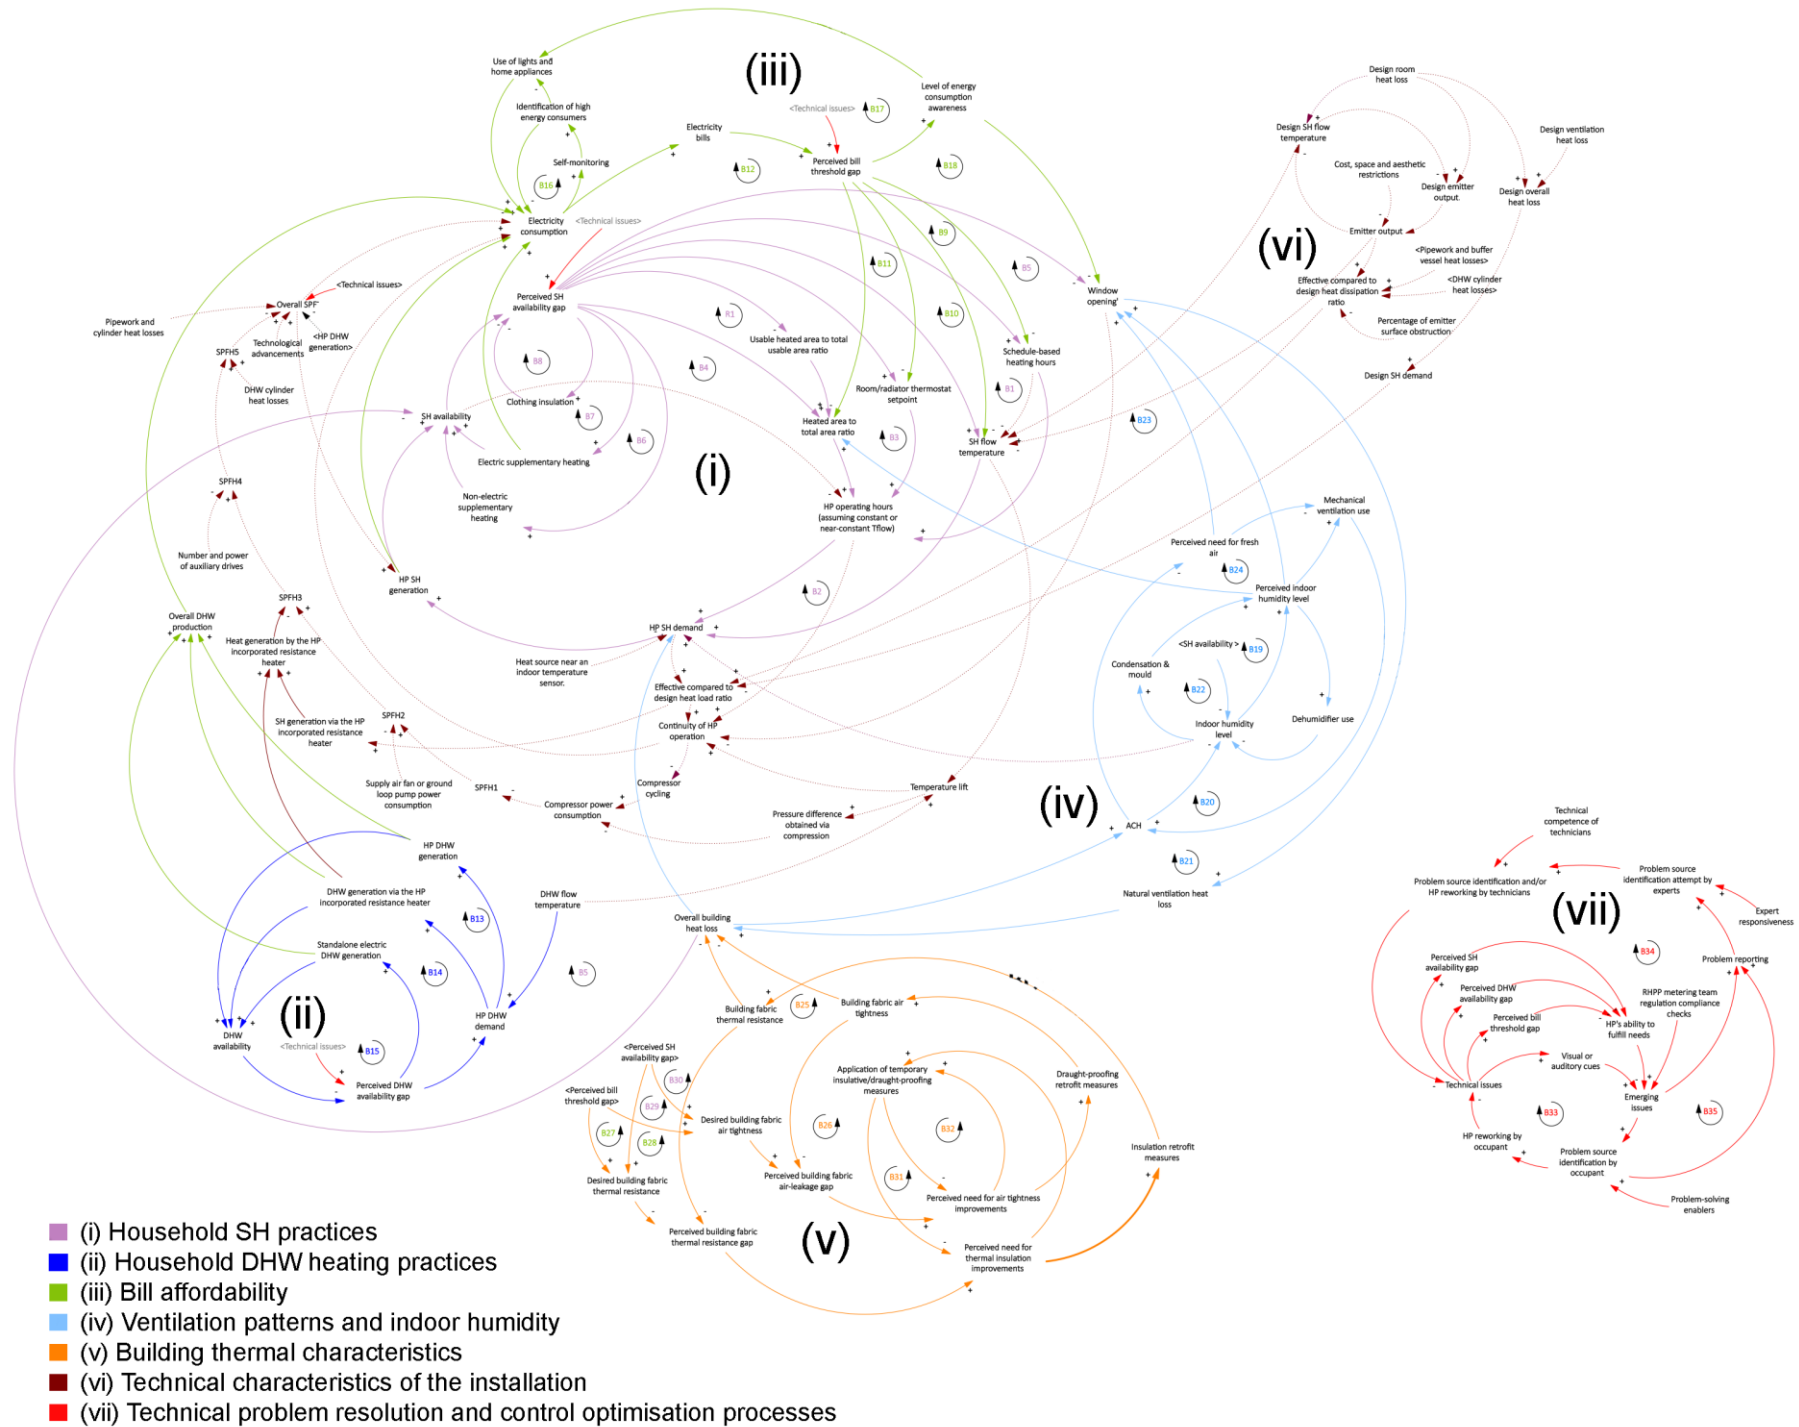 Use of lights and
home appliances
(iii)
Level of energy
consumption
awareness
<Technical issues>
B17
Identification of high
energy consumers
Electricity
bills
Self-monitoring
B12
Perceived bill
threshold gap
B18
B16
Electricity
consumption
<Technical issues>
B9
B11
B5
Perceived SH
availability gap
Window
opening'
R1
B10
Usable heated area to total
usable area ratio
Schedule-based
heating hours
B8
B4
B1
Room/radiator thermostat
setpoint
Clothing insulation
B7
B6
B3
SH availability
Heated area to
total area ratio
SH flow
temperature
B23
Electric supplementary heating
(i)
Non-electric
supplementary
heating
HP operating hours
(assuming constant or
near-constant Tflow)
<Technical issues>
Overall SPF
Pipework and
cylinder heat losses
Technological
advancements
<HP DHW
generation>
SPFH5
DHW cylinder
heat losses
SPFH4
Number and power
of auxiliary drives
HP SH
generation
SPFH3
Overall DHW
production
Heat generation by the HP
incorporated resistance
heater
B2
HP SH demand
Heat source near an
indoor temperature
sensor.
Effective compared to
design heat load ratio
Continuity of HP
operation
SH generation via the HP
incorporated resistance
heater
SPFH2
Supply air fan or ground
loop pump power
consumption
SPFH1
Compressor
cycling
Compressor power
consumption
Temperature lift
Pressure difference
obtained via
compression
Design room
heat loss
Design SH flow
temperature
Design ventilation
heat loss
Cost, space and aesthetic
restrictions
Design emitter
output.
Design overall
heat loss
Emitter output
(vi)
<Pipework and buffer
vessel heat losses>
Effective compared to
design heat dissipation
ratio
<DHW cylinder
heat losses>
Percentage of emitter
surface obstruction
Design SH demand
Mechanical
ventilation use
Perceived need for fresh
air
B24
Perceived indoor
humidity level
<SH availability >
B19
Condensation &
mould
B22
Indoor humidity
level
Dehumidifier use
(iv)
B20
ACH
B21
Natural ventilation heat
loss
Overall building
heat loss
HP DHW
generation
DHW generation via the HP
incorporated resistance heater
DHW flow
temperature
B13
Standalone electric
DHW generation
B14
B5
(ii)
HP DHW
demand
DHW
availability
<Technical issues>
B15
Perceived DHW
availability gap
Building fabric
thermal resistance
B25
Building fabric air
tightness
<Perceived SH
availability gap>
B30
<Perceived bill
threshold gap>
B29
Application of temporary
insulative/draught-proofing
measures
Draught-proofing
retrofit measures
B27
B28
Desired building fabric
air tightness
B26
B32
Insulation retrofit
measures
Desired building fabric
thermal resistance
Perceived building fabric
air-leakage gap
B31
Perceived need for air tightness
improvements
Perceived building fabric
thermal resistance gap
(v)
Perceived need for
thermal insulation
improvements
Technical
competence of
technicians
Problem source identification and/or
HP reworking by technicians
Problem source
identification attempt by
experts
(vii)
Expert
responsiveness
B34
Problem reporting
Perceived SH
availability gap
Perceived DHW
availability gap
RHPP metering team
regulation compliance
checks
Perceived bill
threshold gap
HP's ability to
fulfill needs
Visual or
auditory cues
Technical issues
Emerging
issues
B33
B35
HP reworking by
occupant
Problem source
identification by
occupant
Problem-solving
enablers
(i) Household SH practices
(ii) Household DHW heating practices
(iii) Bill affordability
(iv) Ventilation patterns and indoor humidity
(v) Building thermal characteristics
(vi) Technical characteristics of the installation
(vii) Technical problem resolution and control optimisation processes